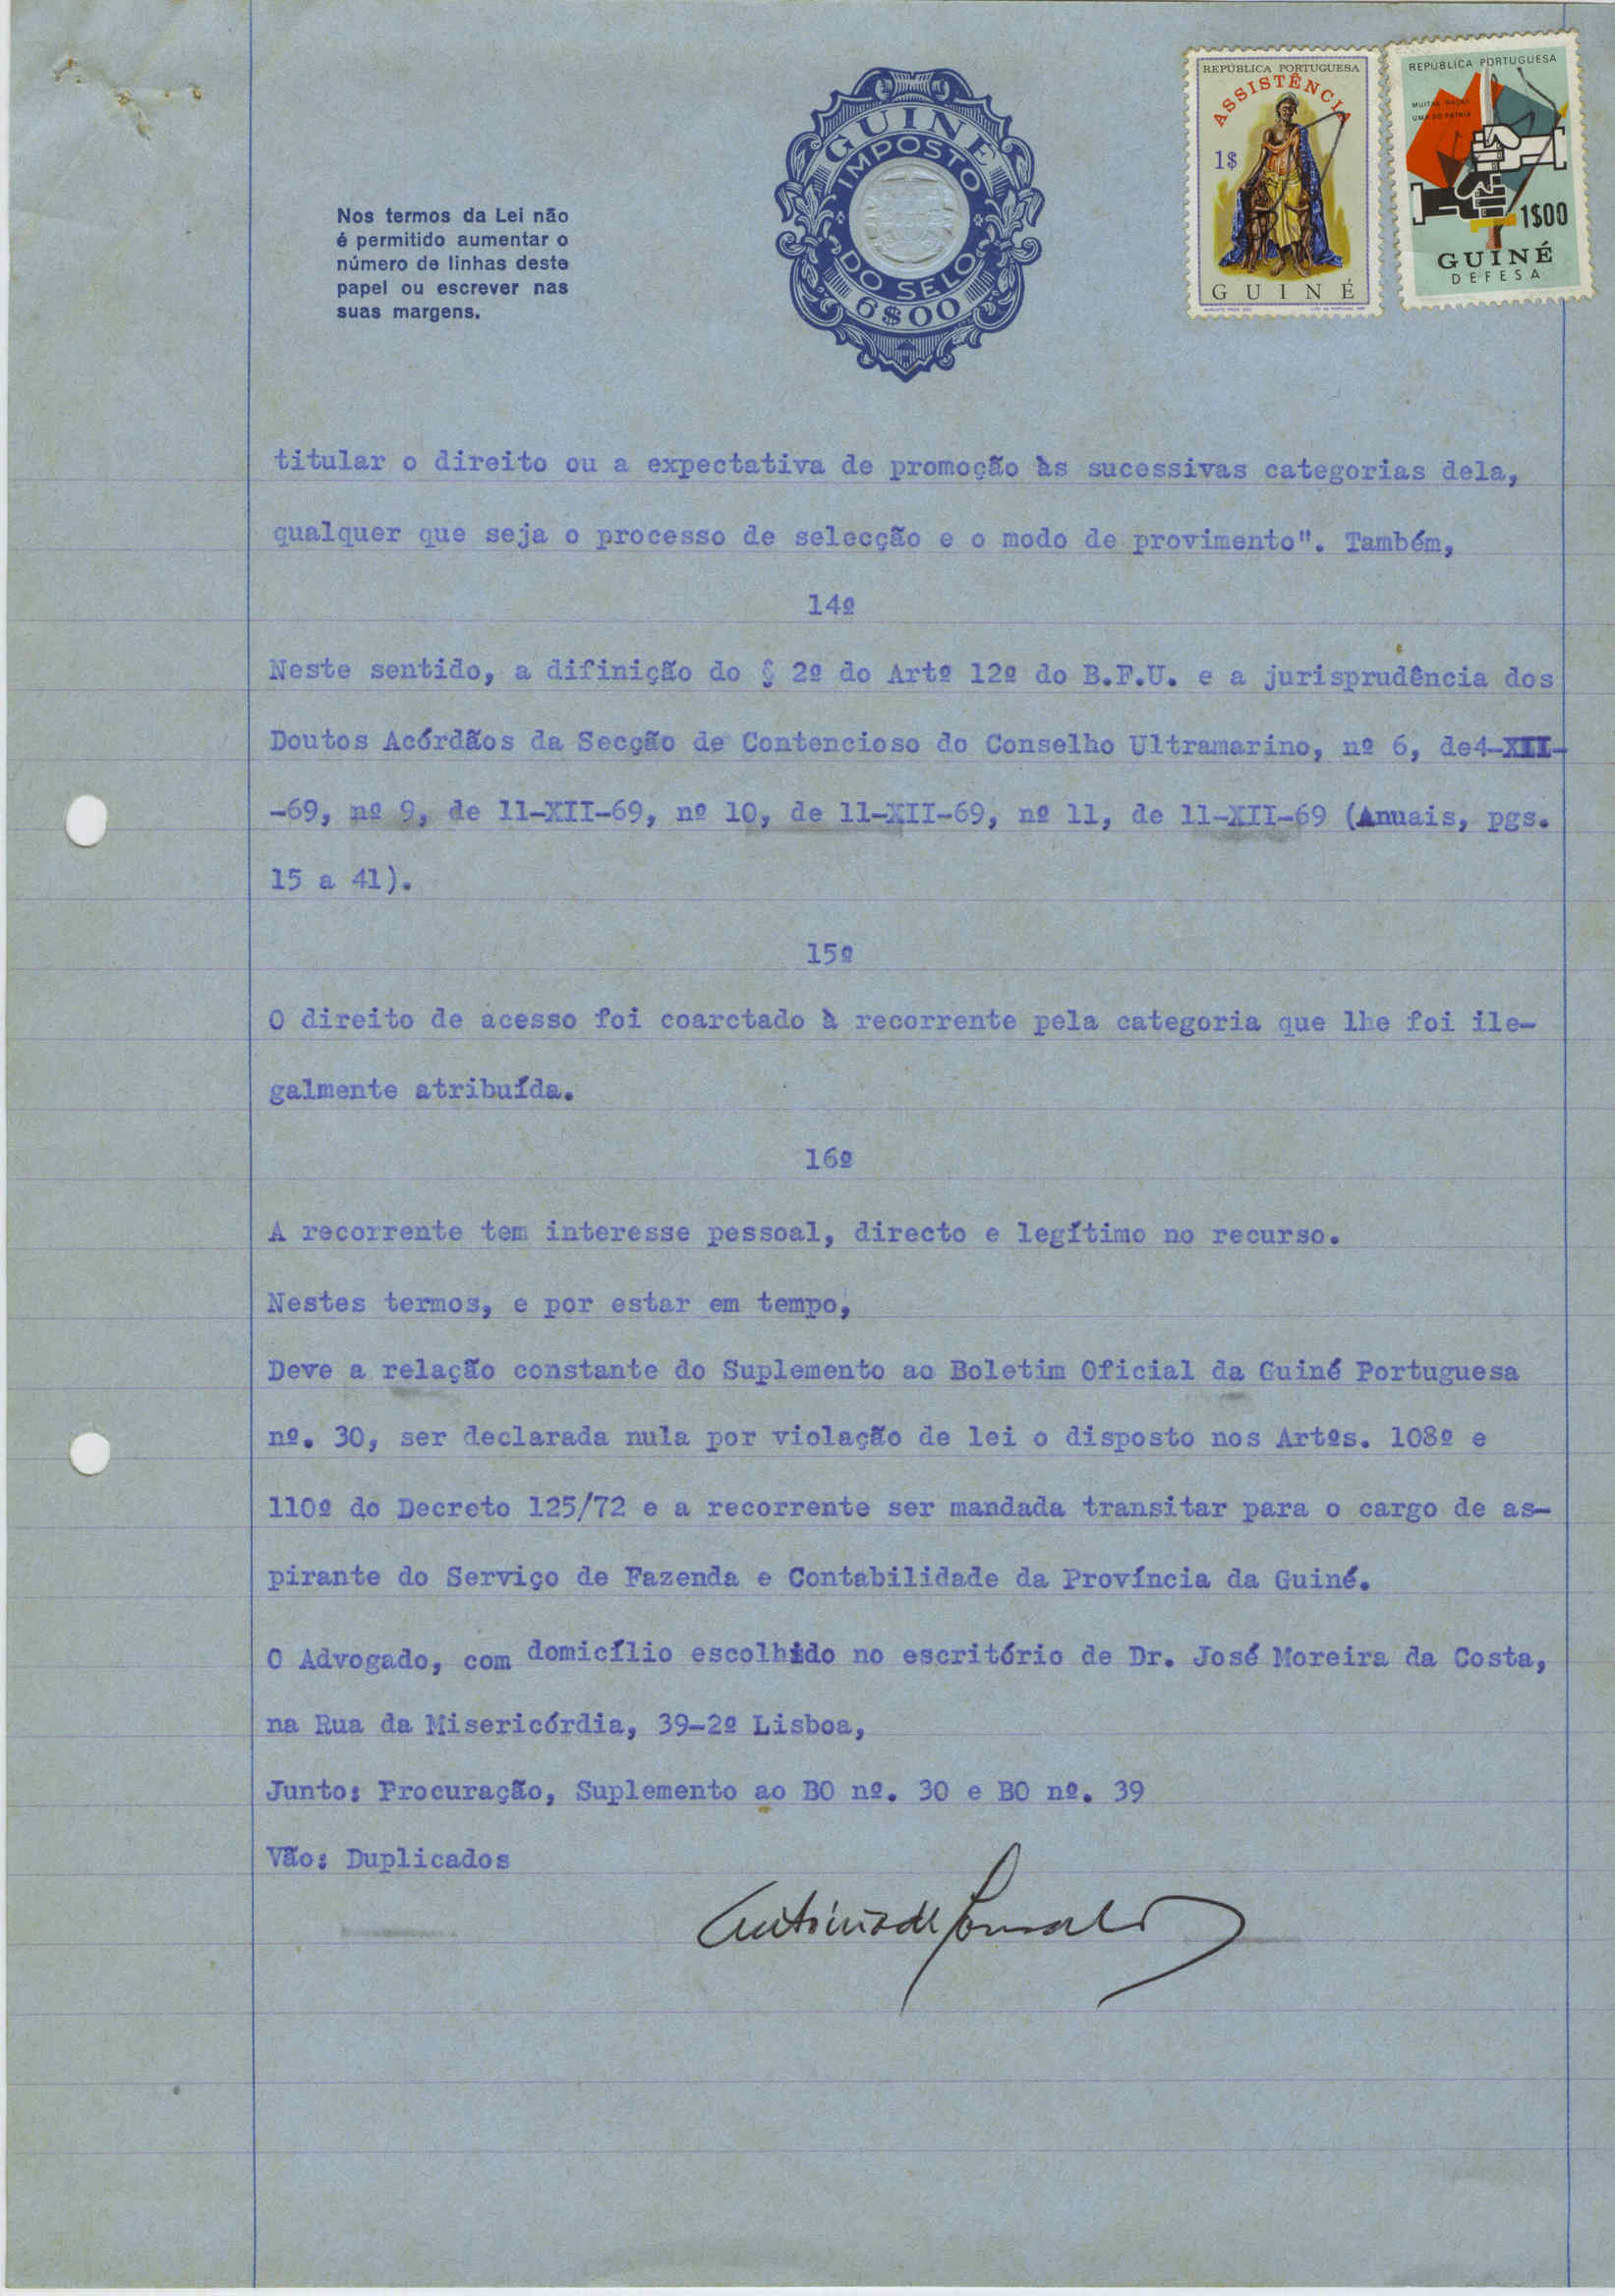 Nos termos da Lei não
é permitido aumentar o
número de linhas deste
papel ou escrever nas
suas margens.
GUINÉ
IMPOSTO
DO SELO
6$00
REPÚBLICA PORTUGUESA
ASSISTÊNCIA
1$
GUINÉ
REPÚBLICA PORTUGUESA
MUITAS RAÇAS
UMA SÓ PÁTRIA
1$00
GUINÉ
DEFESA
titular o direito ou a expectativa de promoção às sucessivas categorias dela,
qualquer que seja o processo de selecção e o modo de provimento". Também,
14º
Neste sentido, a difinição do § 2º do Artº 12º do B.F.U. e a jurisprudência dos
Doutos Acórdãos da Secção de Contencioso do Conselho Ultramarino, nº 6, de4-XII-
-69, nº 9, de 11-XII-69, nº 10, de 11-XII-69, nº 11, de 11-XII-69 (Anuais, pgs.
15 a 41).
15º
O direito de acesso foi coarctado à recorrente pela categoria que lhe foi ile-
galmente atribuída.
16º
A recorrente tem interesse pessoal, directo e legítimo no recurso.
Nestes termos, e por estar em tempo,
Deve a relação constante do Suplemento ao Boletim Oficial da Guiné Portuguesa
nº. 30, ser declarada nula por violação de lei o disposto nos Artºs. 108º e
110º do Decreto 125/72 e a recorrente ser mandada transitar para o cargo de as-
pirante do Serviço de Fazenda e Contabilidade da Província da Guiné.
O Advogado, com domicílio escolhido no escritório de Dr. José Moreira da Costa,
na Rua da Misericórdia, 39-2º Lisboa,
Junto: Procuração, Suplemento ao BO nº. 30 e BO nº. 39
Vão: Duplicados